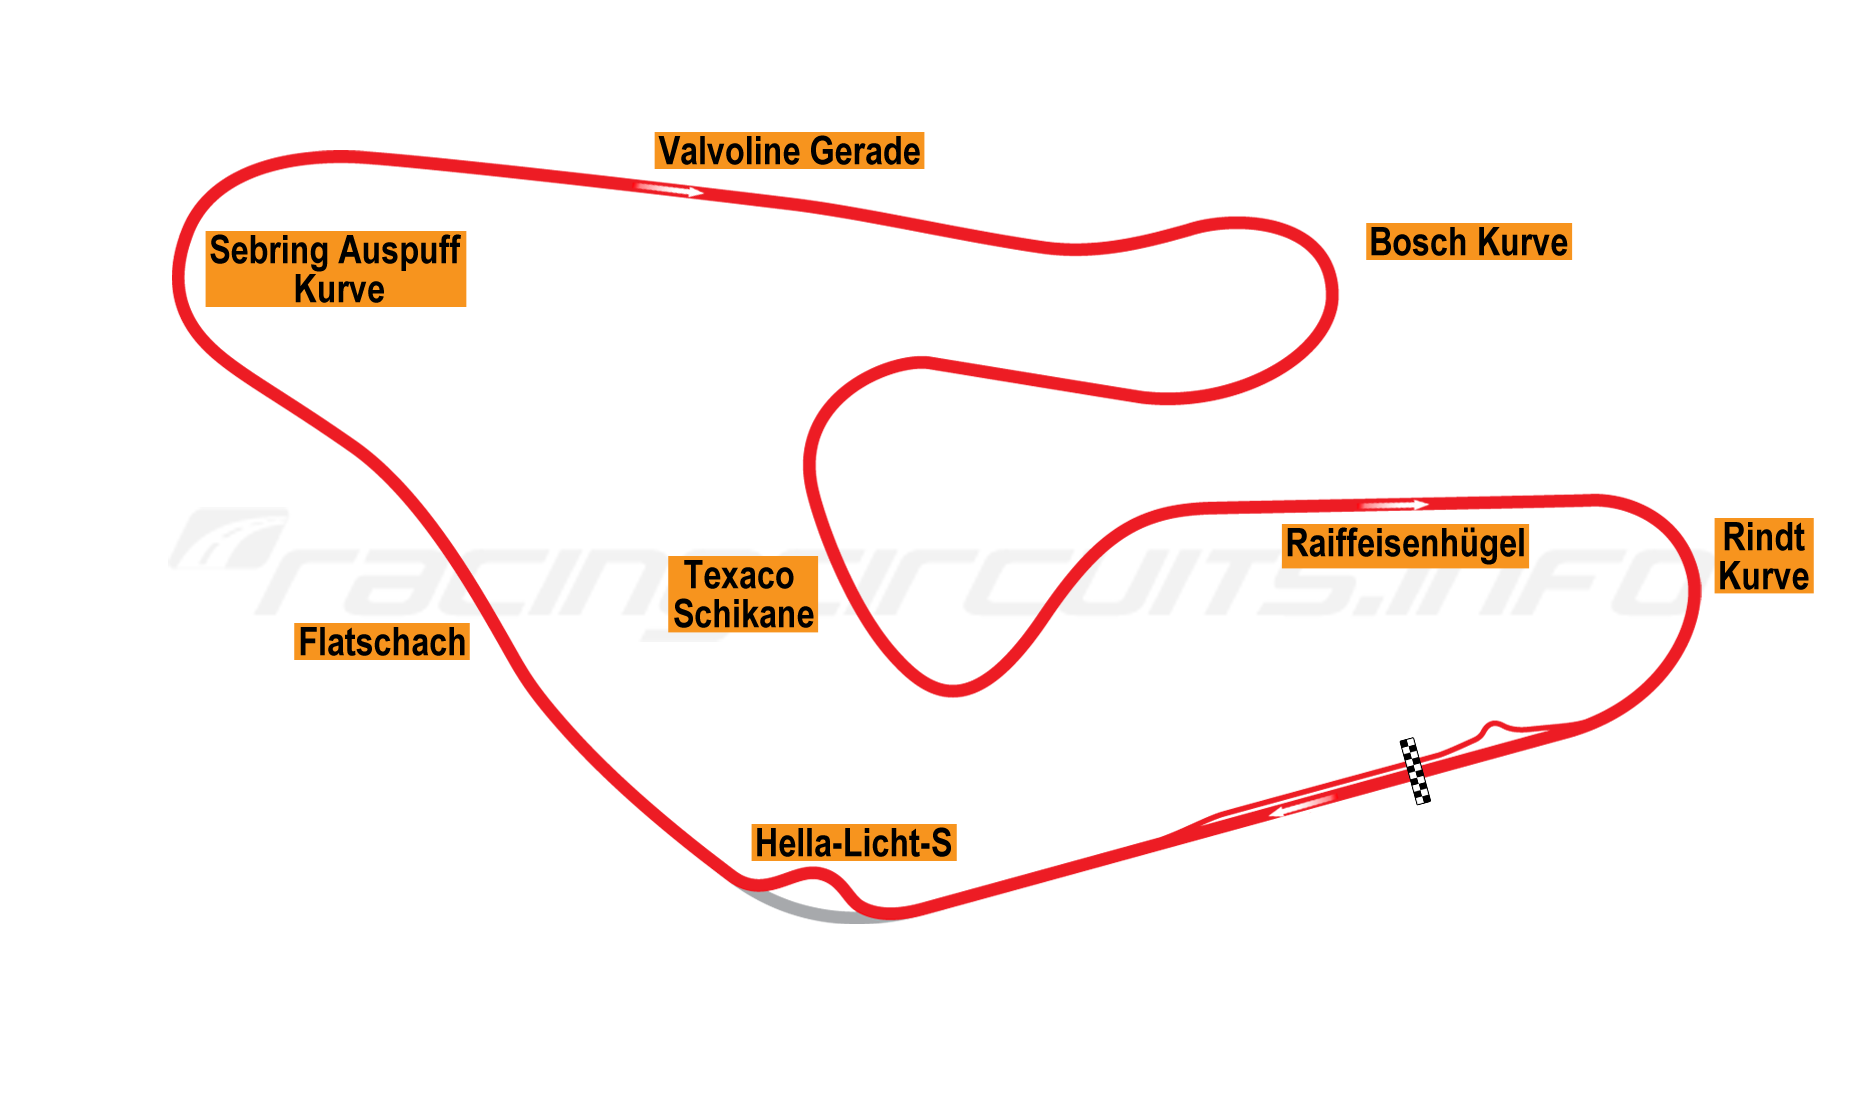 Valvoline Gerade
Sebring Auspuff
Kurve
Bosch Kurve
Raiffeisenhügel
Rindt
Kurve
Texaco
Schikane
racingcircuits.info
Flatschach
Hella-Licht-S